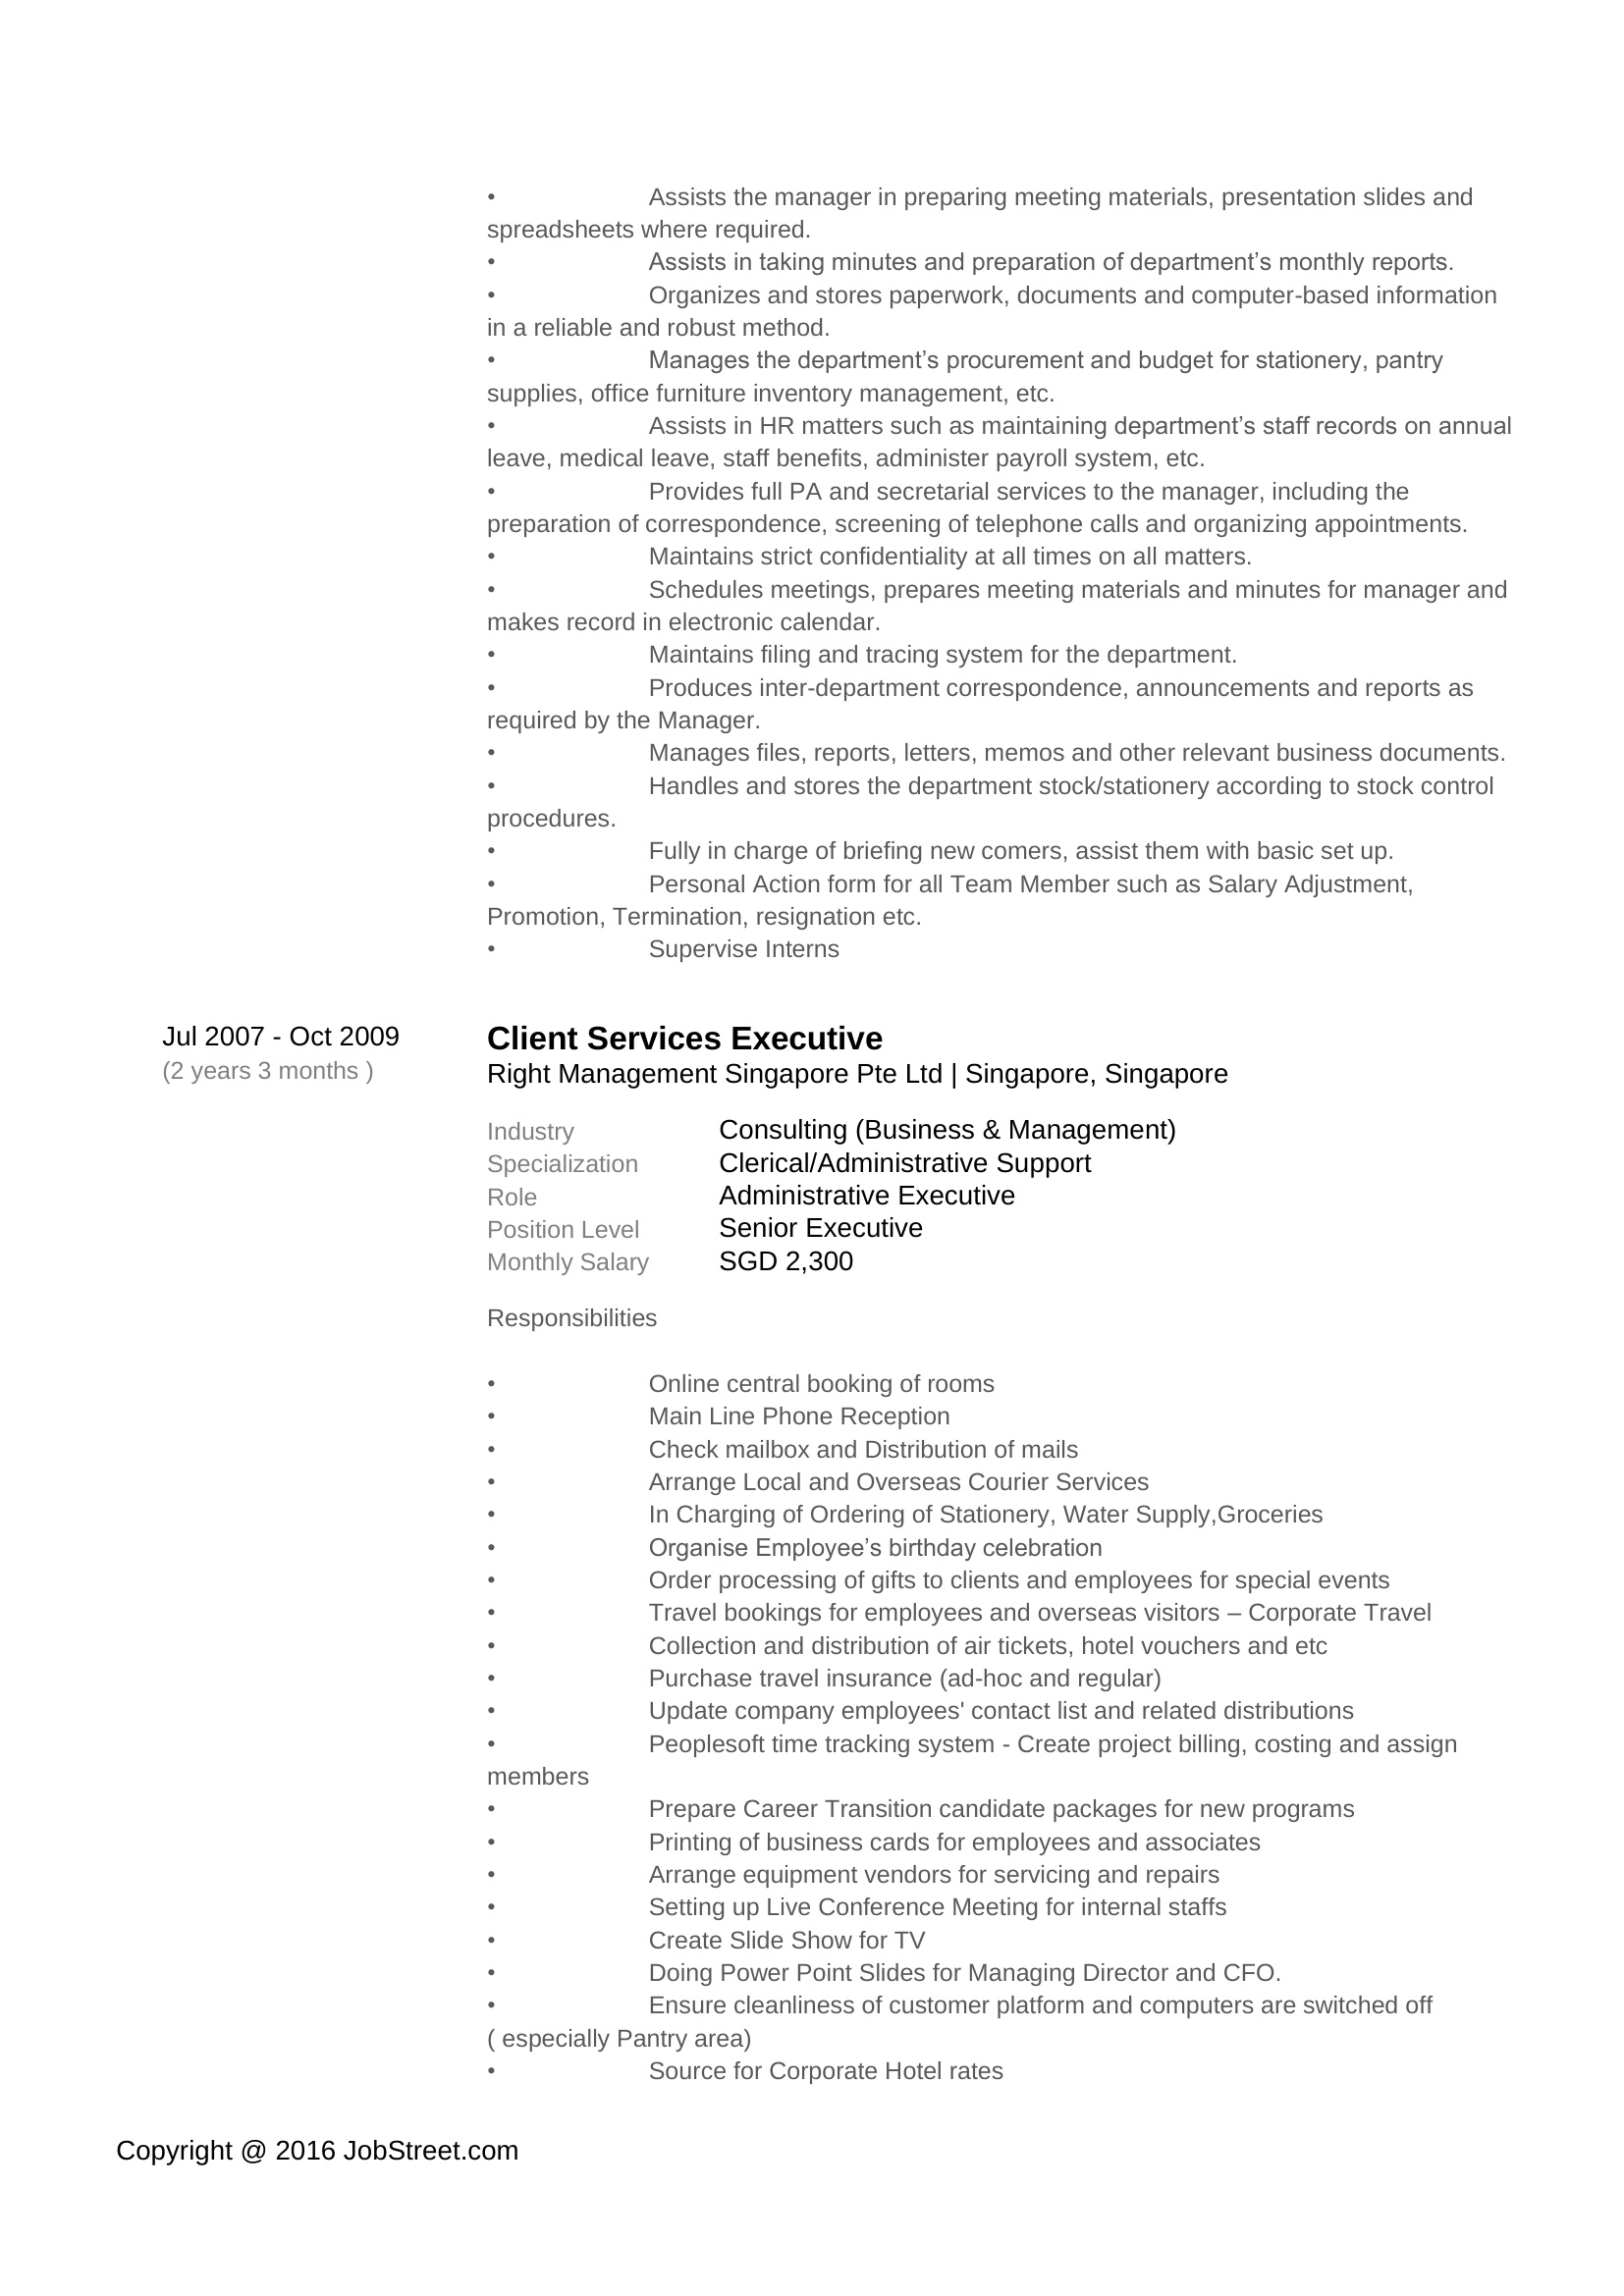 • Assists the manager in preparing meeting materials, presentation slides and
spreadsheets where required.
• Assists in taking minutes and preparation of department’s monthly reports.
• Organizes and stores paperwork, documents and computer-based information
in a reliable and robust method.
• Manages the department’s procurement and budget for stationery, pantry
supplies, office furniture inventory management, etc.
• Assists in HR matters such as maintaining department’s staff records on annual
leave, medical leave, staff benefits, administer payroll system, etc.
• Provides full PA and secretarial services to the manager, including the
preparation of correspondence, screening of telephone calls and organizing appointments.
• Maintains strict confidentiality at all times on all matters.
• Schedules meetings, prepares meeting materials and minutes for manager and
makes record in electronic calendar.
• Maintains filing and tracing system for the department.
• Produces inter-department correspondence, announcements and reports as
required by the Manager.
• Manages files, reports, letters, memos and other relevant business documents.
• Handles and stores the department stock/stationery according to stock control
procedures.
• Fully in charge of briefing new comers, assist them with basic set up.
• Personal Action form for all Team Member such as Salary Adjustment,
Promotion, Termination, resignation etc.
• Supervise Interns
Jul 2007 - Oct 2009 Client Services Executive
(2 years 3 months ) Right Management Singapore Pte Ltd | Singapore, Singapore
Industry Consulting (Business & Management)
Specialization Clerical/Administrative Support
Role Administrative Executive
Position Level Senior Executive
Monthly Salary SGD 2,300
Responsibilities
• Online central booking of rooms
• Main Line Phone Reception
• Check mailbox and Distribution of mails
• Arrange Local and Overseas Courier Services
• In Charging of Ordering of Stationery, Water Supply,Groceries
• Organise Employee’s birthday celebration
• Order processing of gifts to clients and employees for special events
• Travel bookings for employees and overseas visitors – Corporate Travel
• Collection and distribution of air tickets, hotel vouchers and etc
• Purchase travel insurance (ad-hoc and regular)
• Update company employees' contact list and related distributions
• Peoplesoft time tracking system - Create project billing, costing and assign
members
• Prepare Career Transition candidate packages for new programs
• Printing of business cards for employees and associates
• Arrange equipment vendors for servicing and repairs
• Setting up Live Conference Meeting for internal staffs
• Create Slide Show for TV
• Doing Power Point Slides for Managing Director and CFO.
• Ensure cleanliness of customer platform and computers are switched off
( especially Pantry area)
• Source for Corporate Hotel rates
Copyright @ 2016 JobStreet.com